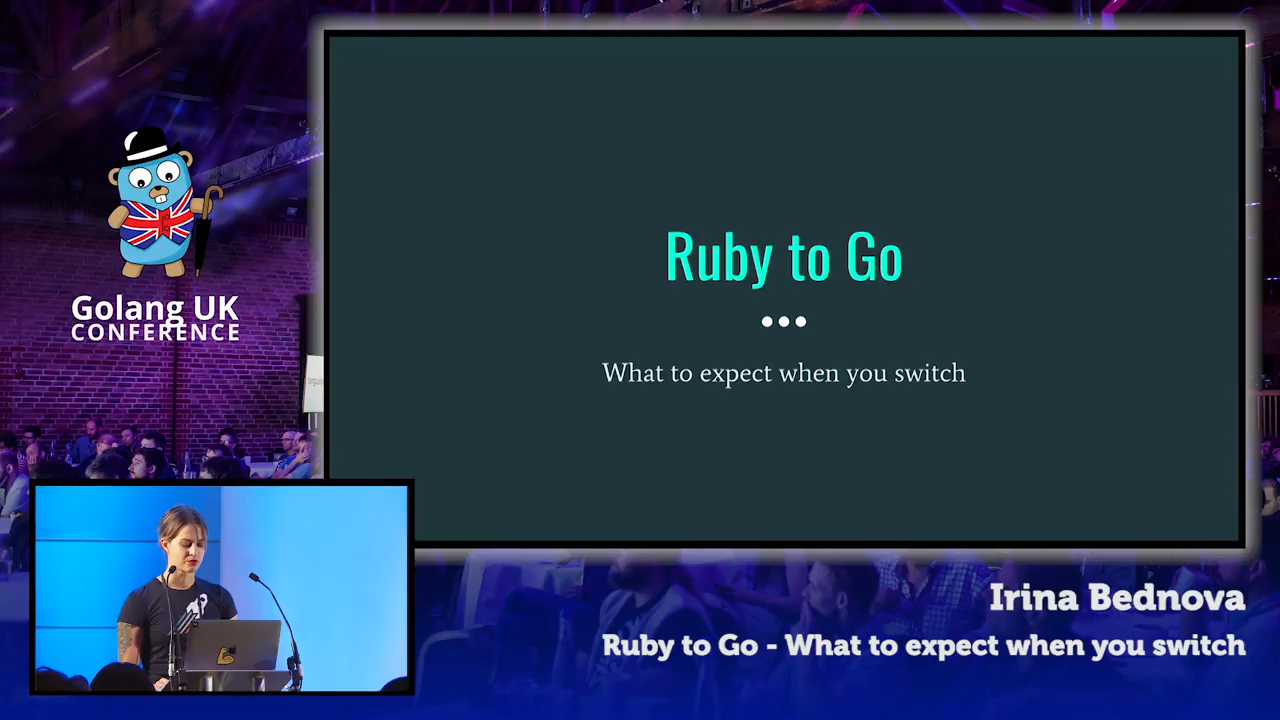 Golang UK
CONFERENCE
Ruby to Go
What to expect when you switch
Irina Bednova
Ruby to Go - What to expect when you switch